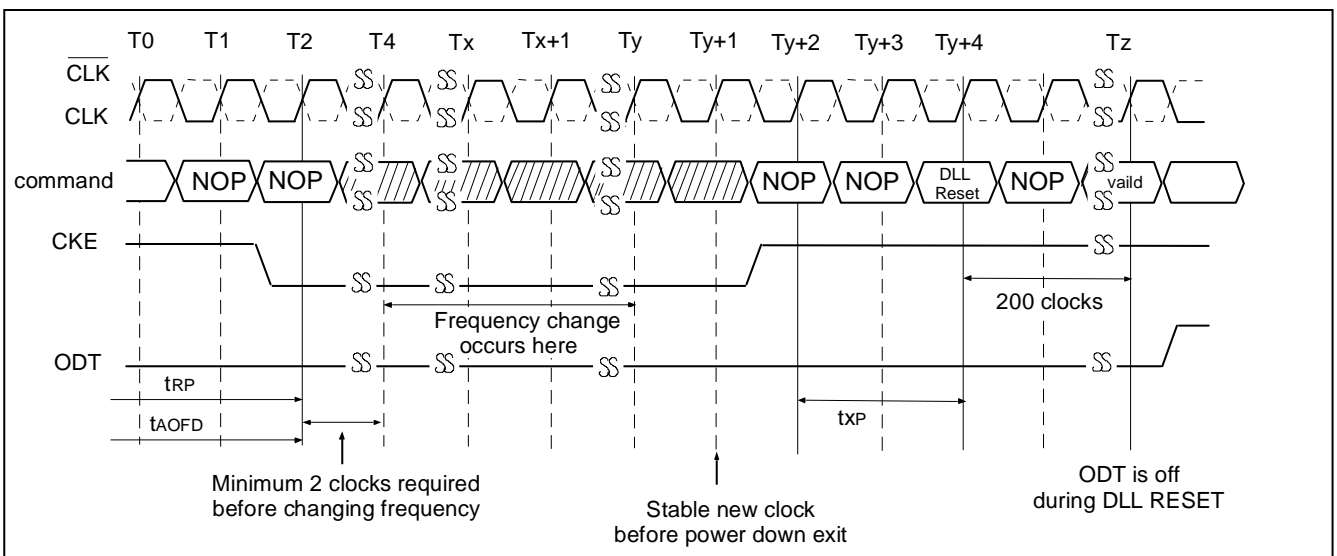 T0 T1 T2 T4 Tx Tx+1 Ty Ty+1 Ty+2 Ty+3 Ty+4 Tz
CLK
CLK
command NOP NOP NOP NOP DLL Reset NOP vaild
CKE
200 clocks
Frequency change
occurs here
ODT
tRP
tAOFD
txP
Minimum 2 clocks required
before changing frequency
Stable new clock
before power down exit
ODT is off
during DLL RESET